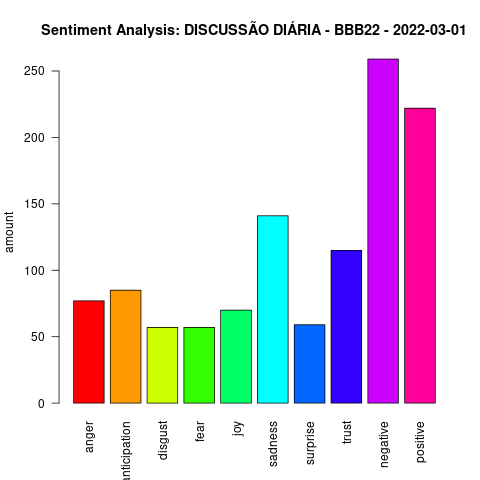 Sentiment Analysis: DISCUSSÃO DIÁRIA - BBB22 - 2022-03-01
250
200
150
100
50
0
amount
anger
nticipation
disgust
fear
joy
sadness
surprise
trust
negative
positive